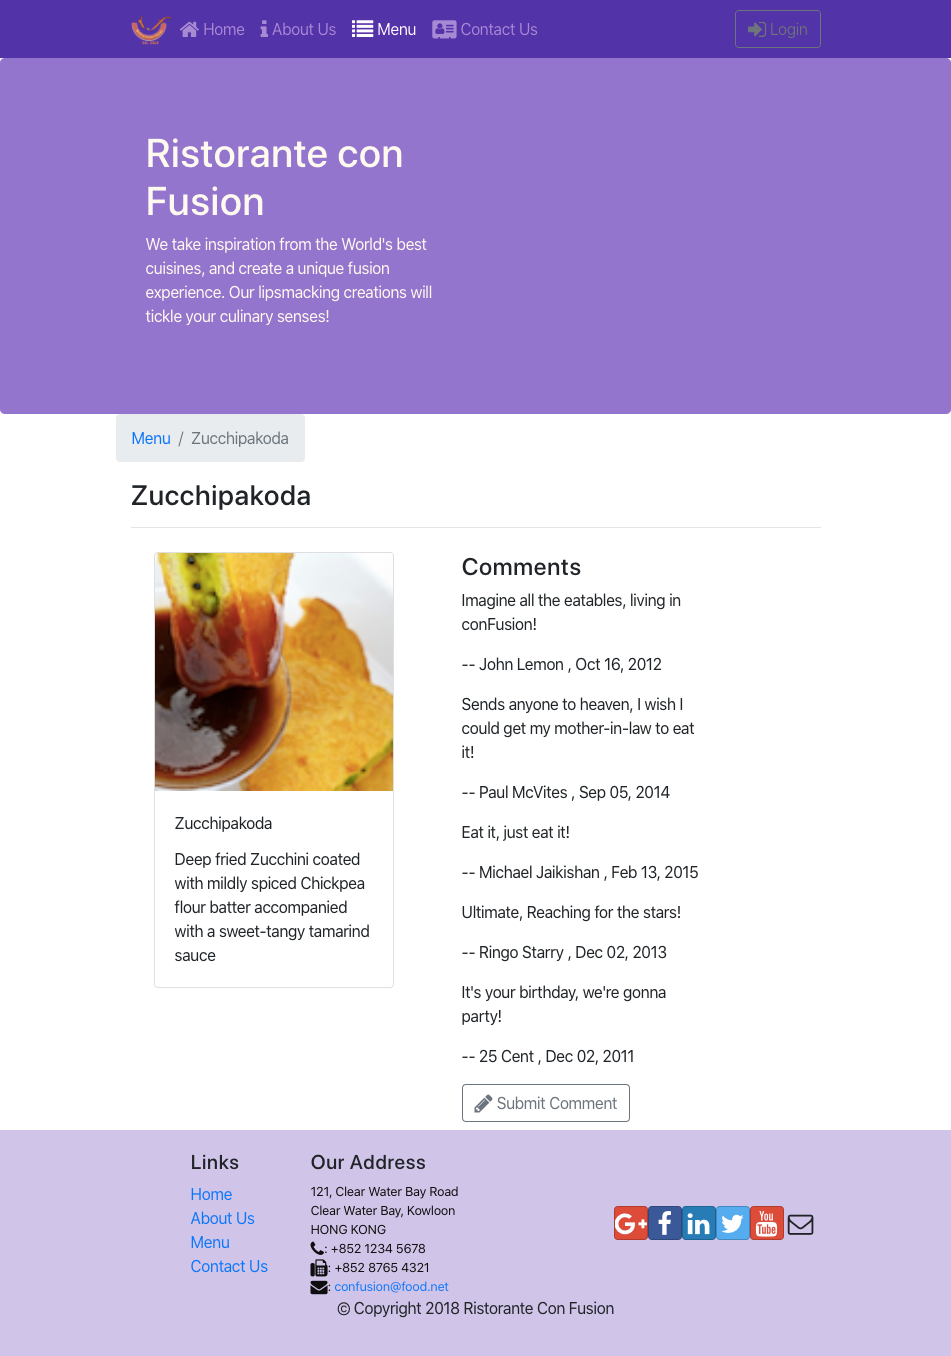 Home
About Us
Menu
Contact Us
Login
Ristorante con
Fusion
We take inspiration from the World's best
cuisines, and create a unique fusion
experience. Our lipsmacking creations will
tickle your culinary senses!
Menu / Zucchipakoda
Zucchipakoda
Zucchipakoda
Deep fried Zucchini coated
with mildly spiced Chickpea
flour batter accompanied
with a sweet-tangy tamarind
sauce
Comments
Imagine all the eatables, living in
conFusion!
-- John Lemon , Oct 16, 2012
Sends anyone to heaven, I wish I
could get my mother-in-law to eat
it!
-- Paul McVites , Sep 05, 2014
Eat it, just eat it!
-- Michael Jaikishan , Feb 13, 2015
Ultimate, Reaching for the stars!
-- Ringo Starry , Dec 02, 2013
It's your birthday, we're gonna
party!
-- 25 Cent , Dec 02, 2011
Submit Comment
Links
Home
About Us
Menu
Contact Us
Our Address
121, Clear Water Bay Road
Clear Water Bay, Kowloon
HONG KONG
: +852 1234 5678
: +852 8765 4321
: confusion@food.net
G+
f
in
You
Tube
© Copyright 2018 Ristorante Con Fusion